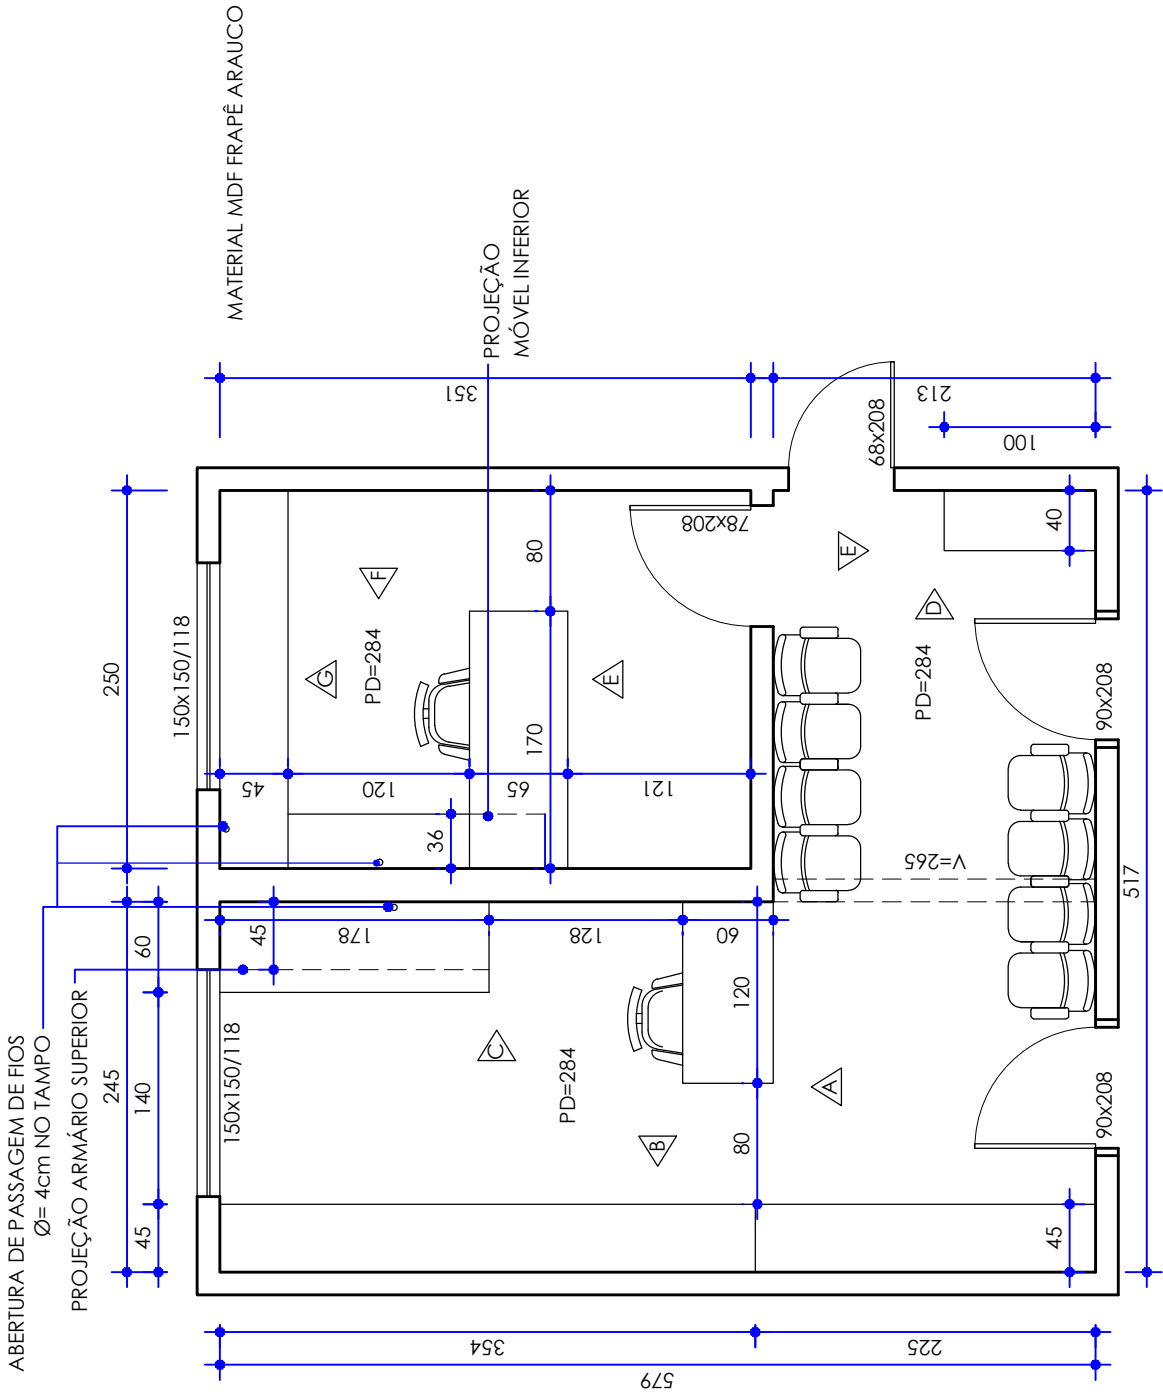 ABERTURA DE PASSAGEM DE FIOS
Ø= 4cm NO TAMPO
PROJEÇÃO ARMÁRIO SUPERIOR
MATERIAL MDF FRAPÊ ARAUCO
PROJEÇÃO
MÓVEL INFERIOR
245
250
45
140
60
150x150/118
150x150/118
45
178
128
60
120
80
45
120
65
121
36
170
80
351
213
100
40
78x208
68x208
90x208
90x208
45
517
354
225
579
V=265
PD=284
PD=284
PD=284
A
B
C
D
E
E
F
G